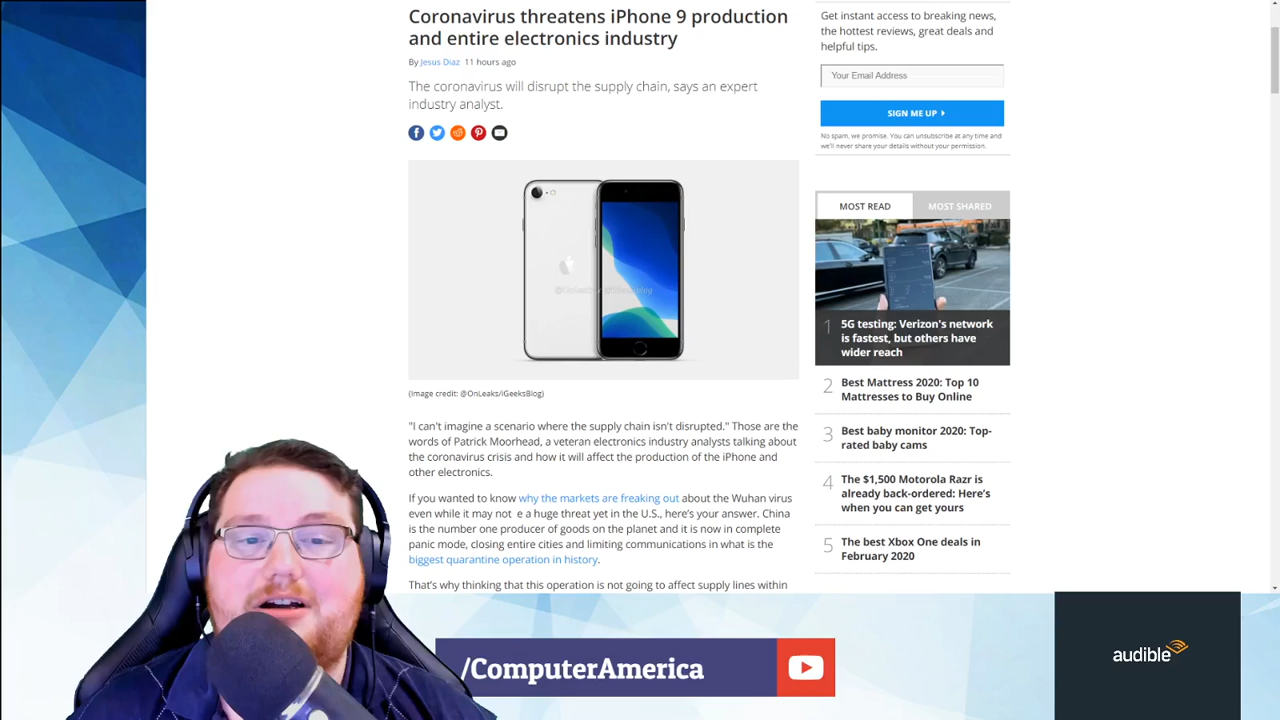 Coronavirus threatens iPhone 9 production
and entire electronics industry
By Jesus Diaz 11 hours ago
The coronavirus will disrupt the supply chain, says an expert
industry analyst.
(Image credit: @OnLeaks/iGeeksBlog)
"I can't imagine a scenario where the supply chain isn't disrupted." Those are the
words of Patrick Moorhead, a veteran electronics industry analysts talking about
the coronavirus crisis and how it will affect the production of the iPhone and
other electronics.
If you wanted to know why the markets are freaking out about the Wuhan virus
even while it may not e a huge threat yet in the U.S., here's your answer. China
is the number one producer of goods on the planet and it is now in complete
panic mode, closing entire cities and limiting communications in what is the
biggest quarantine operation in history.
That's why thinking that this operation is not going to affect supply lines within
Get instant access to breaking news,
the hottest reviews, great deals and
helpful tips.
Your Email Address
SIGN ME UP
No spam, we promise. You can unsubscribe at any time and
we'll never share your details without your permission.
MOST READ MOST SHARED
1 5G testing: Verizon's network
is fastest, but others have
wider reach
2 Best Mattress 2020: Top 10
Mattresses to Buy Online
3 Best baby monitor 2020: Top-
rated baby cams
4 The $1,500 Motorola Razr is
already back-ordered: Here's
when you can get yours
5 The best Xbox One deals in
February 2020
/ComputerAmerica
audible